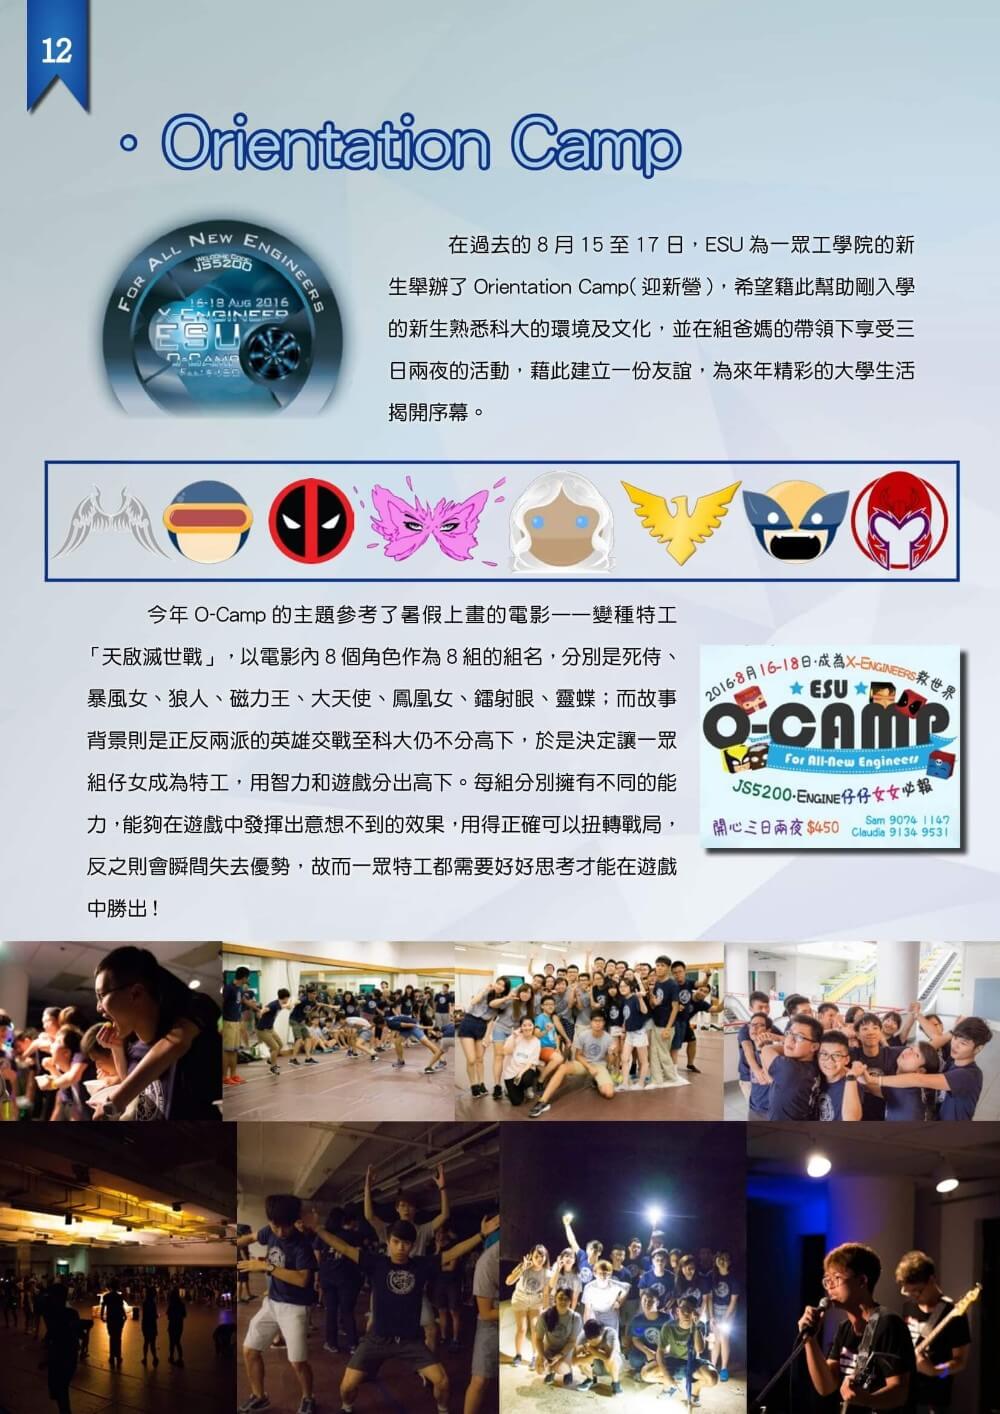 12
· Orientation Camp
FOR ALL NEW ENGINEERS
WELCOME CODE:
JS5200
16-18 AUG 2016
X-ENGINEER
ESU
O-CAMP
在過去的 8 月 15 至 17 日，ESU 為一眾工學院的新
生舉辦了 Orientation Camp( 迎新營 )，希望籍此幫助剛入學
的新生熟悉科大的環境及文化，並在組爸媽的帶領下享受三
日兩夜的活動，藉此建立一份友誼，為來年精彩的大學生活
揭開序幕。
今年 O-Camp 的主題參考了暑假上畫的電影——變種特工
「天啟滅世戰」，以電影內 8 個角色作為 8 組的組名，分別是死侍、
暴風女、狼人、磁力王、大天使、鳳凰女、鐳射眼、靈蝶；而故事
背景則是正反兩派的英雄交戰至科大仍不分高下，於是決定讓一眾
組仔女成為特工，用智力和遊戲分出高下。每組分別擁有不同的能
力，能夠在遊戲中發揮出意想不到的效果，用得正確可以扭轉戰局，
反之則會瞬間失去優勢，故而一眾特工都需要好好思考才能在遊戲
中勝出！
2016·8月16-18日·成為X-ENGINEERS救世界
ESU
O-CAMP
For All-New Engineers
JS5200·ENGINE仔仔女女必報
開心三日兩夜 $450
Sam 9074 1147
Claudia 9134 9531